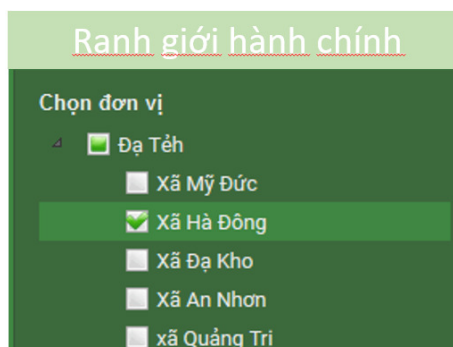 Ranh giới hành chính
Chọn đơn vị
Đạ Tẻh
Xã Mỹ Đức
Xã Hà Đông
Xã Đạ Kho
Xã An Nhơn
xã Quảng Tri